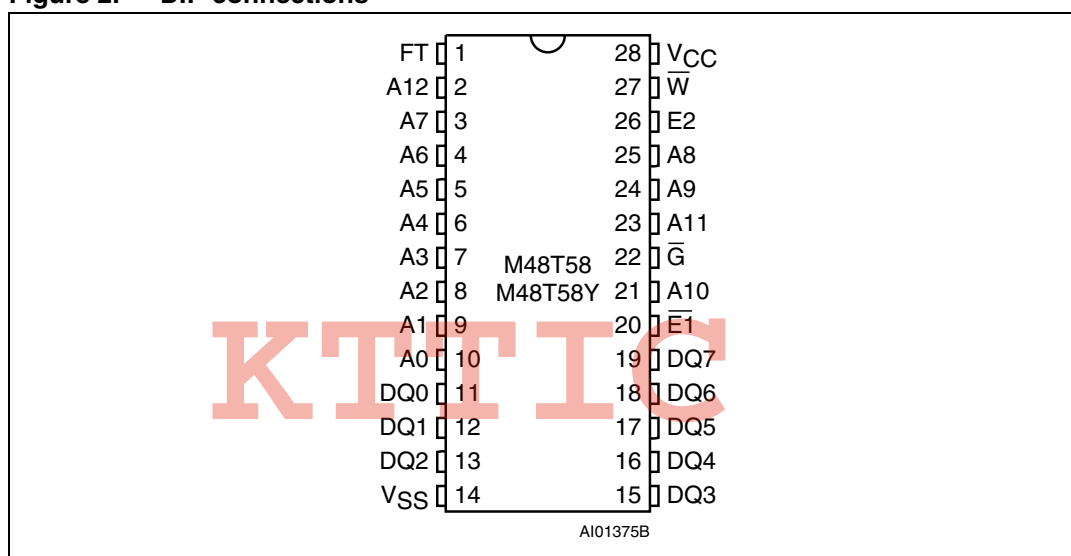 Figure 2. DIP connections
FT 1 28 VCC
A12 2 27 W̅
A7 3 26 E2
A6 4 25 A8
A5 5 24 A9
A4 6 23 A11
A3 7 M48T58 22 G̅
A2 8 M48T58Y 21 A10
A1 9 20 E̅1̅
A0 10 19 DQ7
DQ0 11 18 DQ6
DQ1 12 17 DQ5
DQ2 13 16 DQ4
VSS 14 15 DQ3
AI01375B
KTTIC